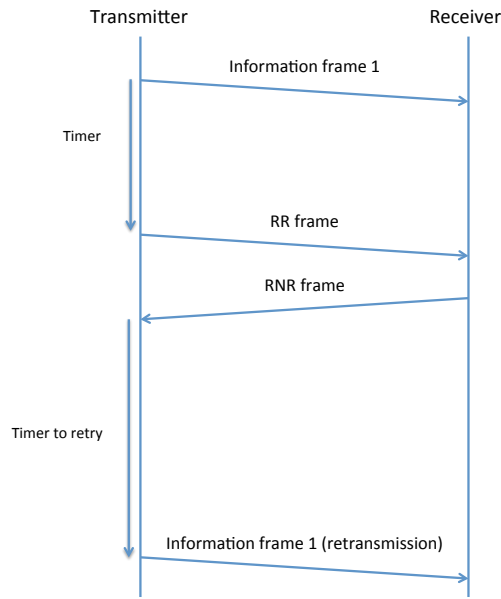 Transmitter
Receiver
Information frame 1
Timer
RR frame
RNR frame
Timer to retry
Information frame 1 (retransmission)